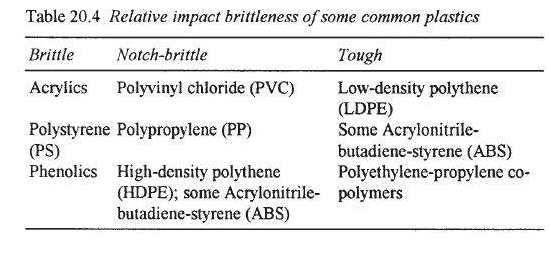 Table 20.4 Relative impact brittleness of some common plastics
Brittle Notch-brittle Tough
Acrylics Polyvinyl chloride (PVC) Low-density polythene
(LDPE)
Polystyrene Polypropylene (PP) Some Acrylonitrile-
(PS) butadiene-styrene (ABS)
Phenolics High-density polythene Polyethylene-propylene co-
(HDPE); some Acrylonitrile- polymers
butadiene-styrene (ABS)